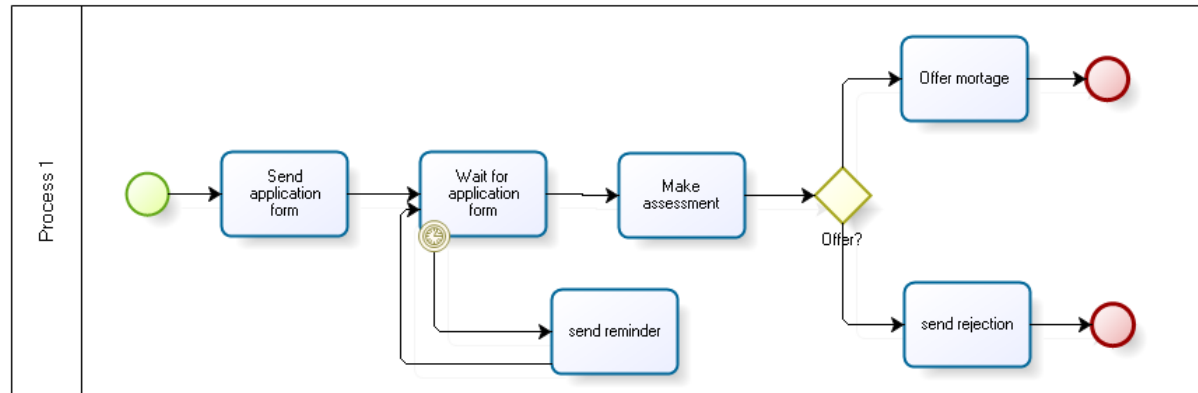 Process 1
Send
application
form
Wait for
application
form
Make
assessment
Offer?
Offer mortage
send reminder
send rejection